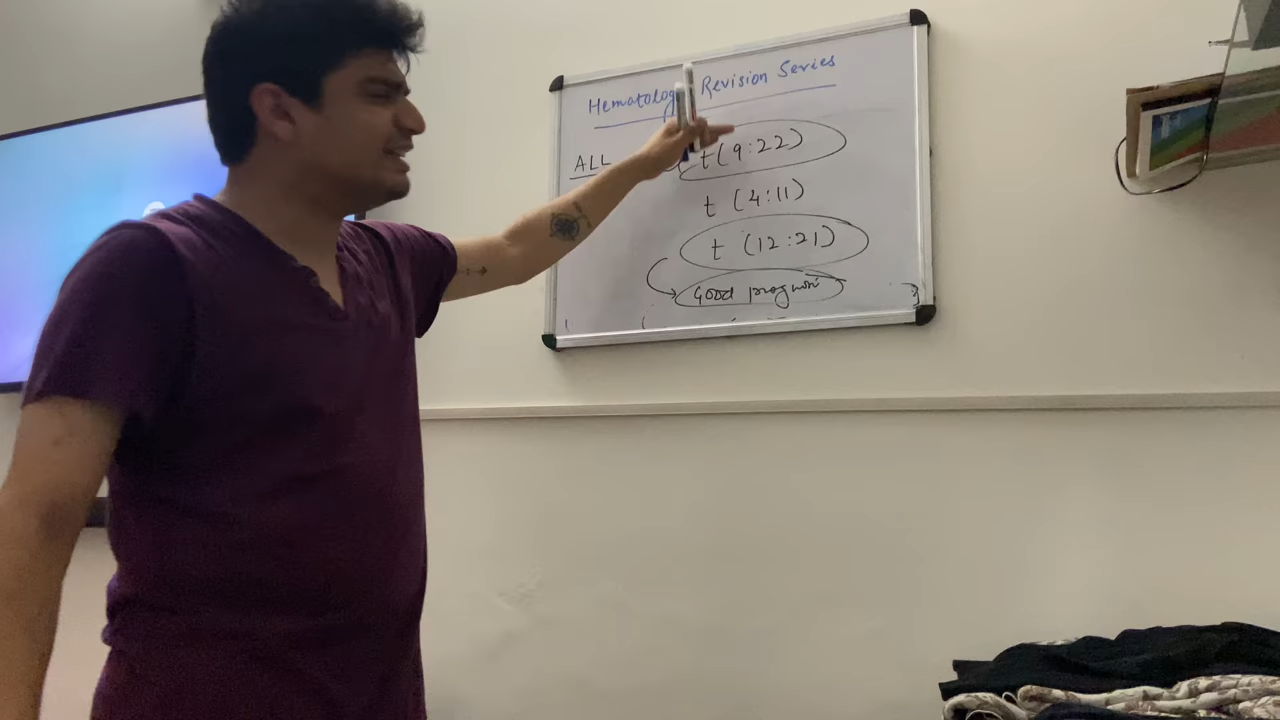 Hematology Revision Series
ALL t(9:22)
t (4:11)
t (12:21)
Good prognosis